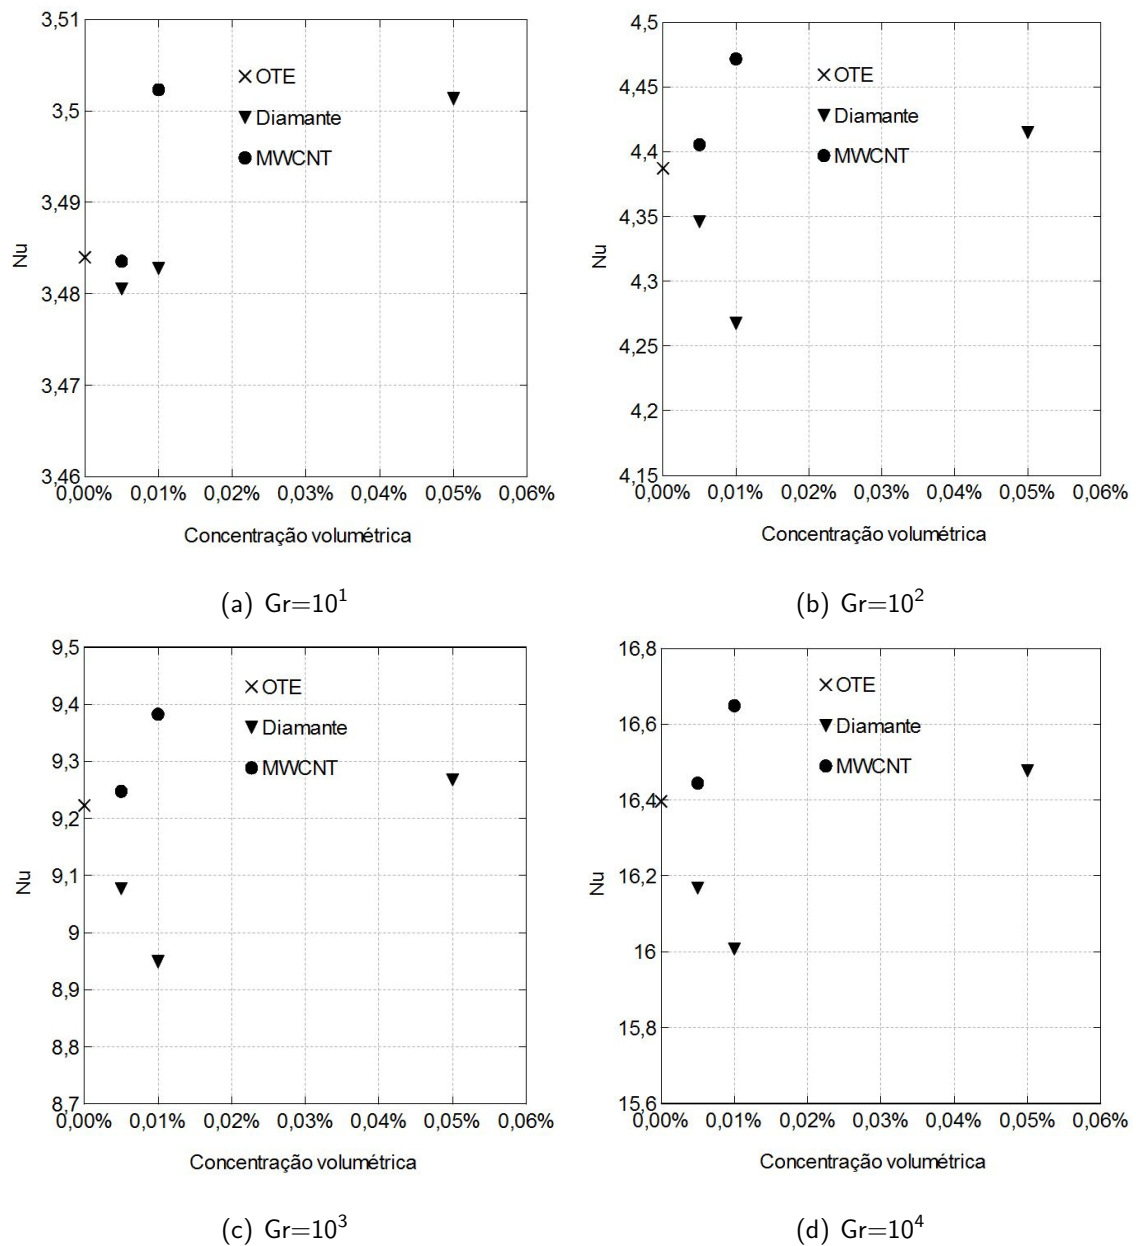 3,51
3,5
3,49
3,48
3,47
3,46
Nu
OTE
Diamante
MWCNT
0,00% 0,01% 0,02% 0,03% 0,04% 0,05% 0,06%
Concentração volumétrica
(a) Gr=10¹
4,5
4,45
4,4
4,35
4,3
4,25
4,2
4,15
Nu
OTE
Diamante
MWCNT
0,00% 0,01% 0,02% 0,03% 0,04% 0,05% 0,06%
Concentração volumétrica
(b) Gr=10²
9,5
9,4
9,3
9,2
9,1
9
8,9
8,8
8,7
Nu
OTE
Diamante
MWCNT
0,00% 0,01% 0,02% 0,03% 0,04% 0,05% 0,06%
Concentração volumétrica
(c) Gr=10³
16,8
16,6
16,4
16,2
16
15,8
15,6
Nu
OTE
Diamante
MWCNT
0,00% 0,01% 0,02% 0,03% 0,04% 0,05% 0,06%
Concentração volumétrica
(d) Gr=10⁴